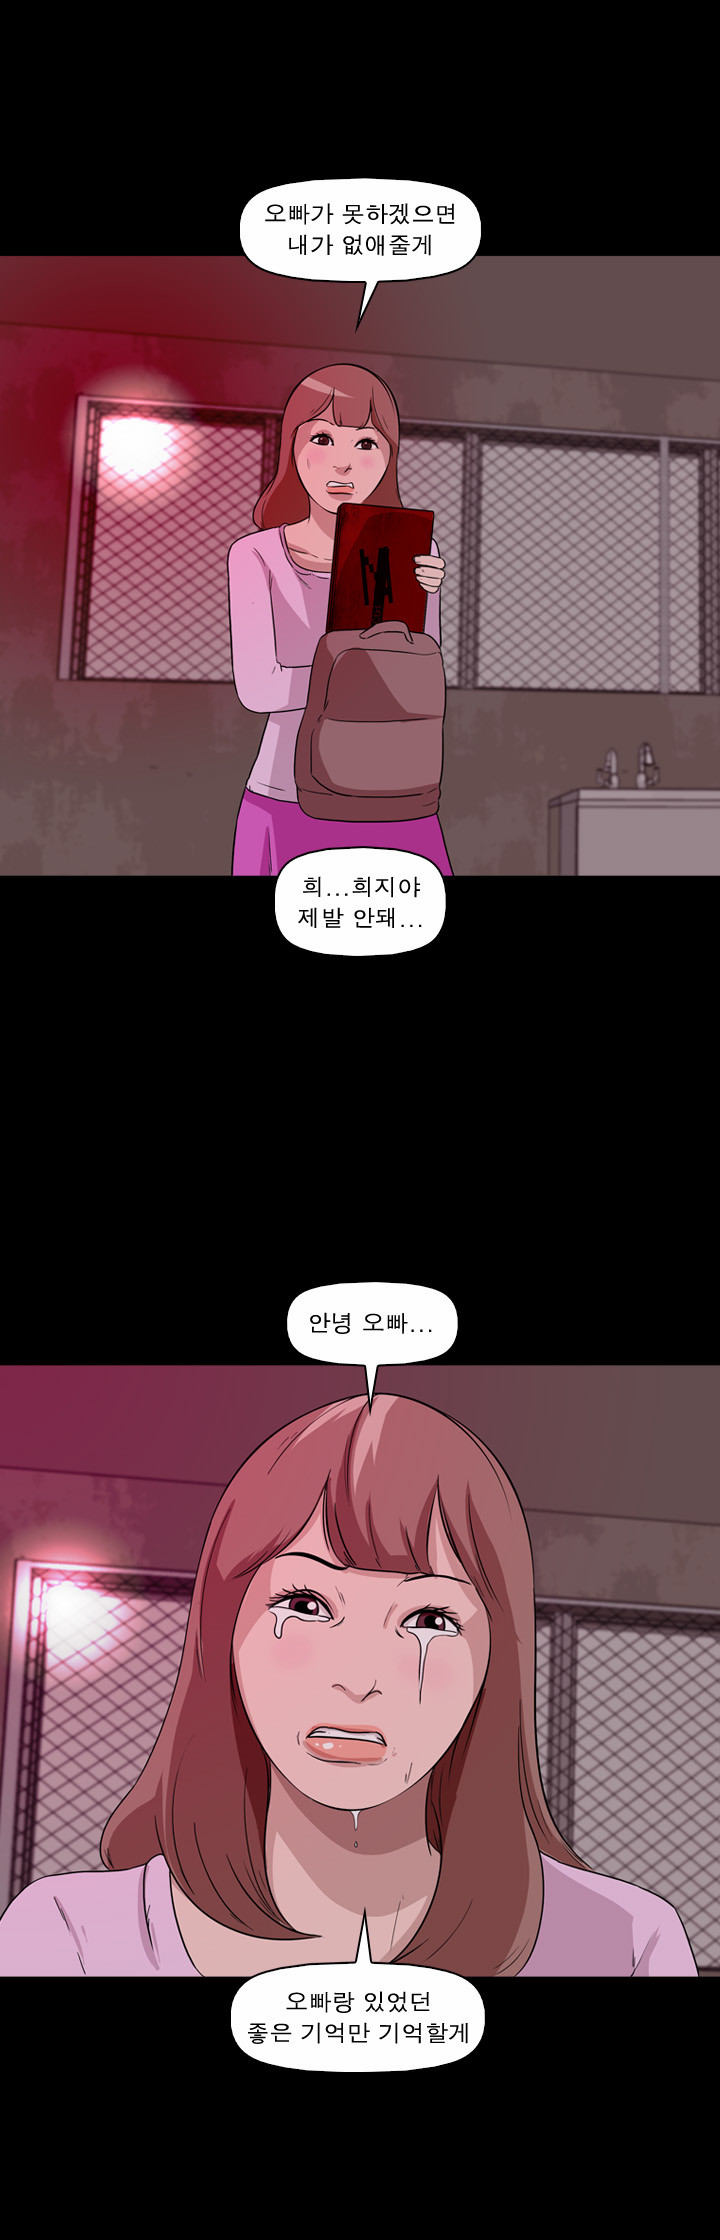 오빠가 못하겠으면
내가 없애줄게
희...희지야
제발 안돼...
안녕 오빠...
오빠랑 있었던
좋은 기억만 기억할게